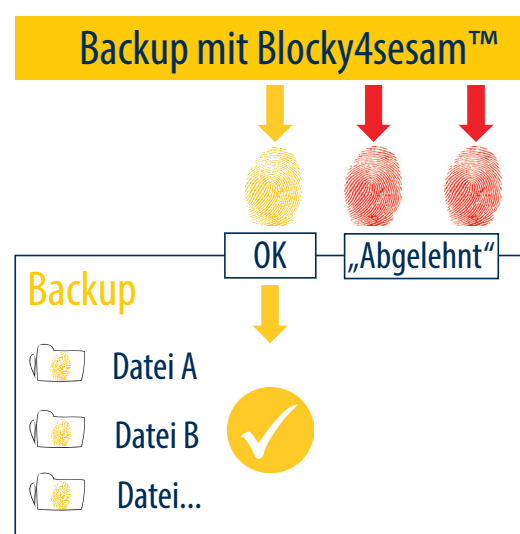 Backup mit Blocky4sesam™
OK
„Abgelehnt“
Backup
Datei A
Datei B
Datei...